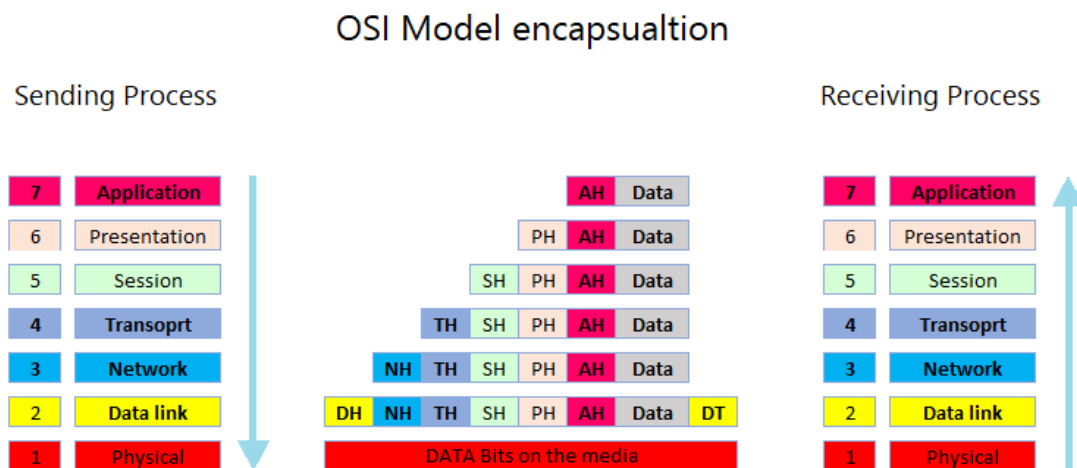 OSI Model encapsualtion
Sending Process
Receiving Process
7 Application AH Data 7 Application
6 Presentation PH AH Data 6 Presentation
5 Session SH PH AH Data 5 Session
4 Transoprt TH SH PH AH Data 4 Transoprt
3 Network NH TH SH PH AH Data 3 Network
2 Data link DH NH TH SH PH AH Data DT 2 Data link
1 Physical DATA Bits on the media 1 Physical